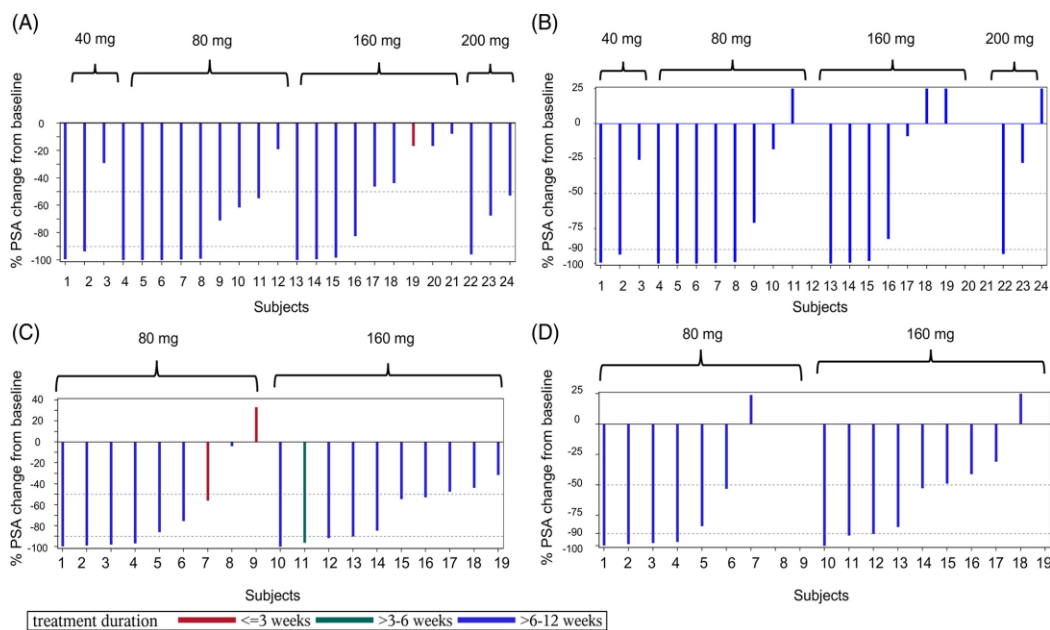 (A)
40 mg 80 mg 160 mg 200 mg
% PSA change from baseline
0
-20
-40
-60
-80
-100
1 2 3 4 5 6 7 8 9 10 11 12 13 14 15 16 17 18 19 20 21 22 23 24
Subjects
(B)
40 mg 80 mg 160 mg 200 mg
% PSA change from baseline
25
0
-25
-50
-75
-90
-100
1 2 3 4 5 6 7 8 9 10 11 12 13 14 15 16 17 18 19 20 21 22 23 24
Subjects
(C)
80 mg 160 mg
% PSA change from baseline
40
20
0
-20
-40
-60
-80
-100
1 2 3 4 5 6 7 8 9 10 11 12 13 14 15 16 17 18 19
Subjects
(D)
80 mg 160 mg
% PSA change from baseline
25
0
-25
-50
-75
-90
-100
1 2 3 4 5 6 7 8 9 10 11 12 13 14 15 16 17 18 19
Subjects
treatment duration <=3 weeks >3-6 weeks >6-12 weeks